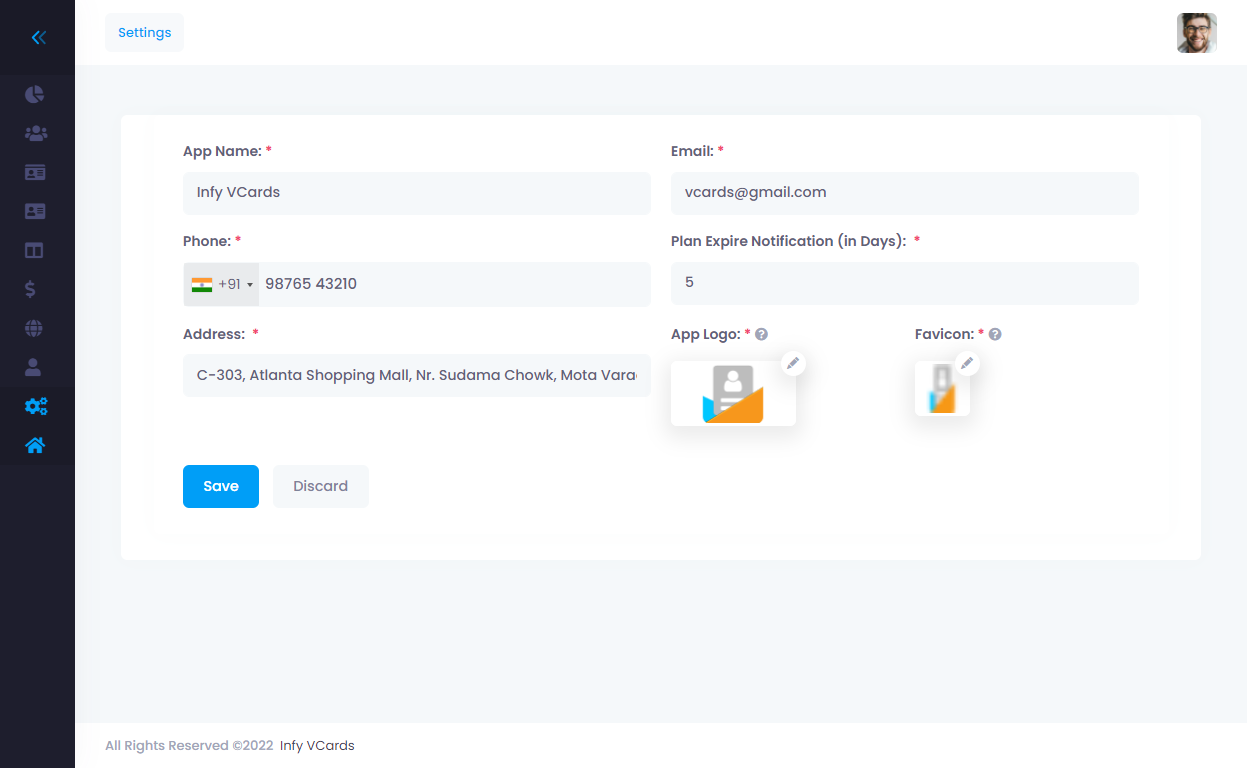 Settings
App Name: *
Email: *
Infy VCards
vcards@gmail.com
Phone: *
Plan Expire Notification (in Days): *
+91
98765 43210
5
Address: *
App Logo: *
Favicon: *
C-303, Atlanta Shopping Mall, Nr. Sudama Chowk, Mota Vara
Save
Discard
All Rights Reserved ©2022 Infy VCards